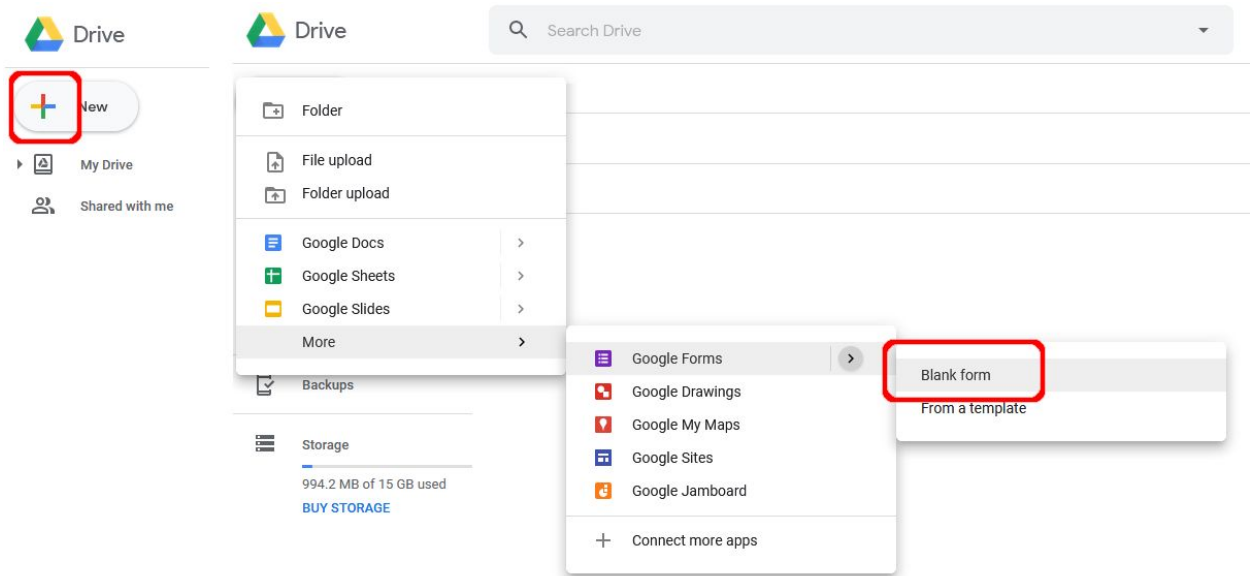 Drive
New
My Drive
Shared with me
Drive
Search Drive
Folder
File upload
Folder upload
Google Docs
Google Sheets
Google Slides
More
Backups
Storage
994.2 MB of 15 GB used
BUY STORAGE
Google Forms
Google Drawings
Google My Maps
Google Sites
Google Jamboard
Connect more apps
Blank form
From a template